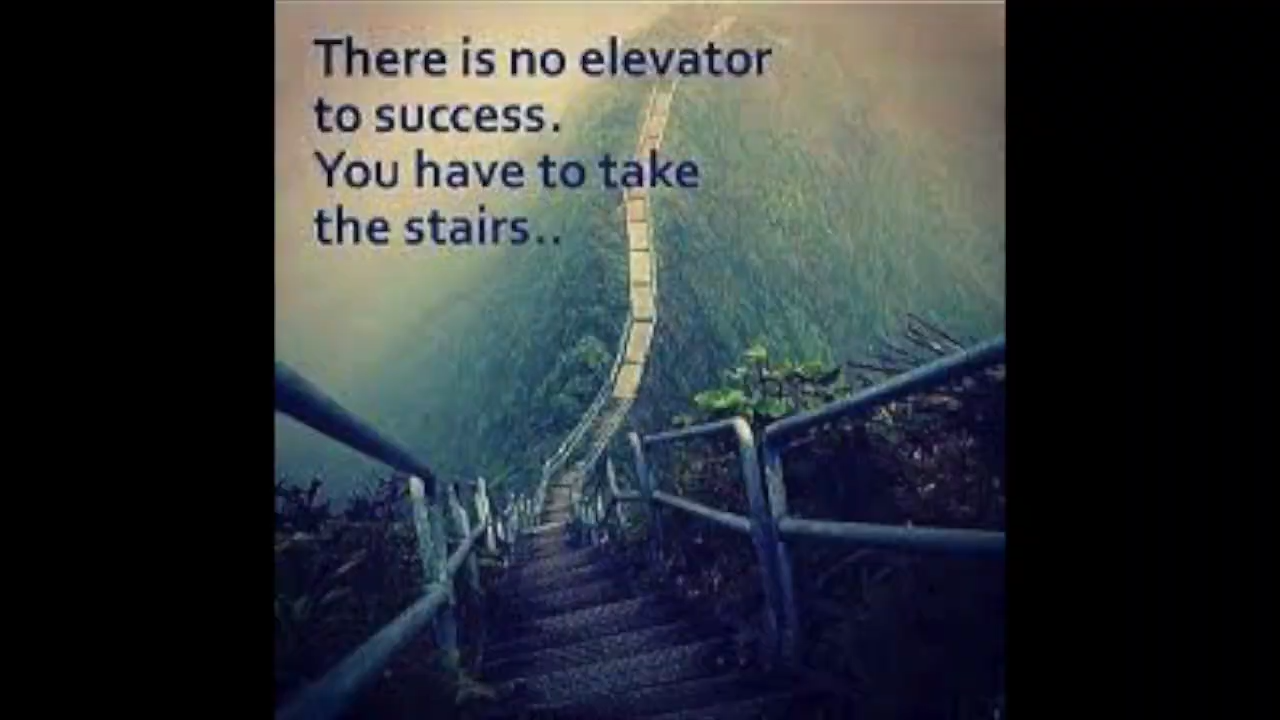 There is no elevator
to success.
You have to take
the stairs..